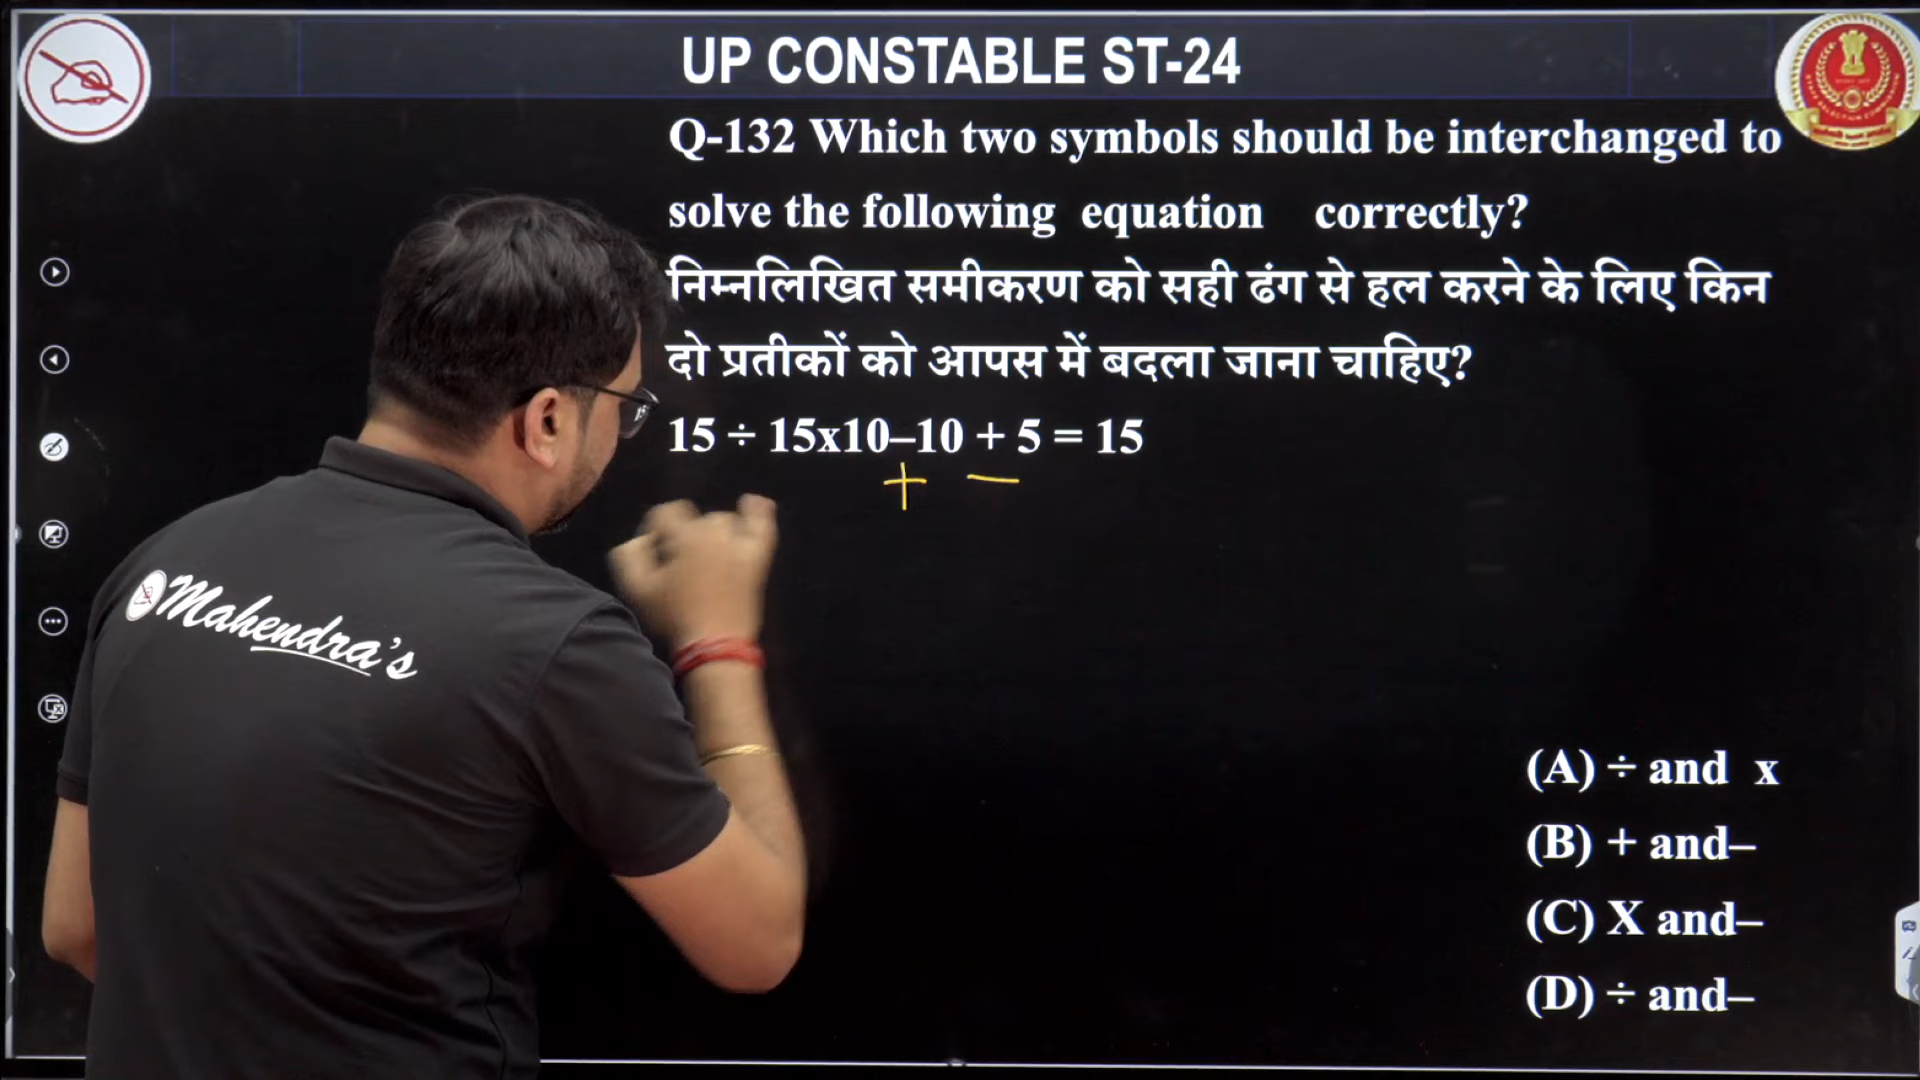 UP CONSTABLE ST-24
Q-132 Which two symbols should be interchanged to
solve the following equation correctly?
निम्नलिखित समीकरण को सही ढंग से हल करने के लिए किन
दो प्रतीकों को आपस में बदला जाना चाहिए?
15 ÷ 15x10–10 + 5 = 15
+ –
Mahendra's
(A) ÷ and x
(B) + and–
(C) X and–
(D) ÷ and–